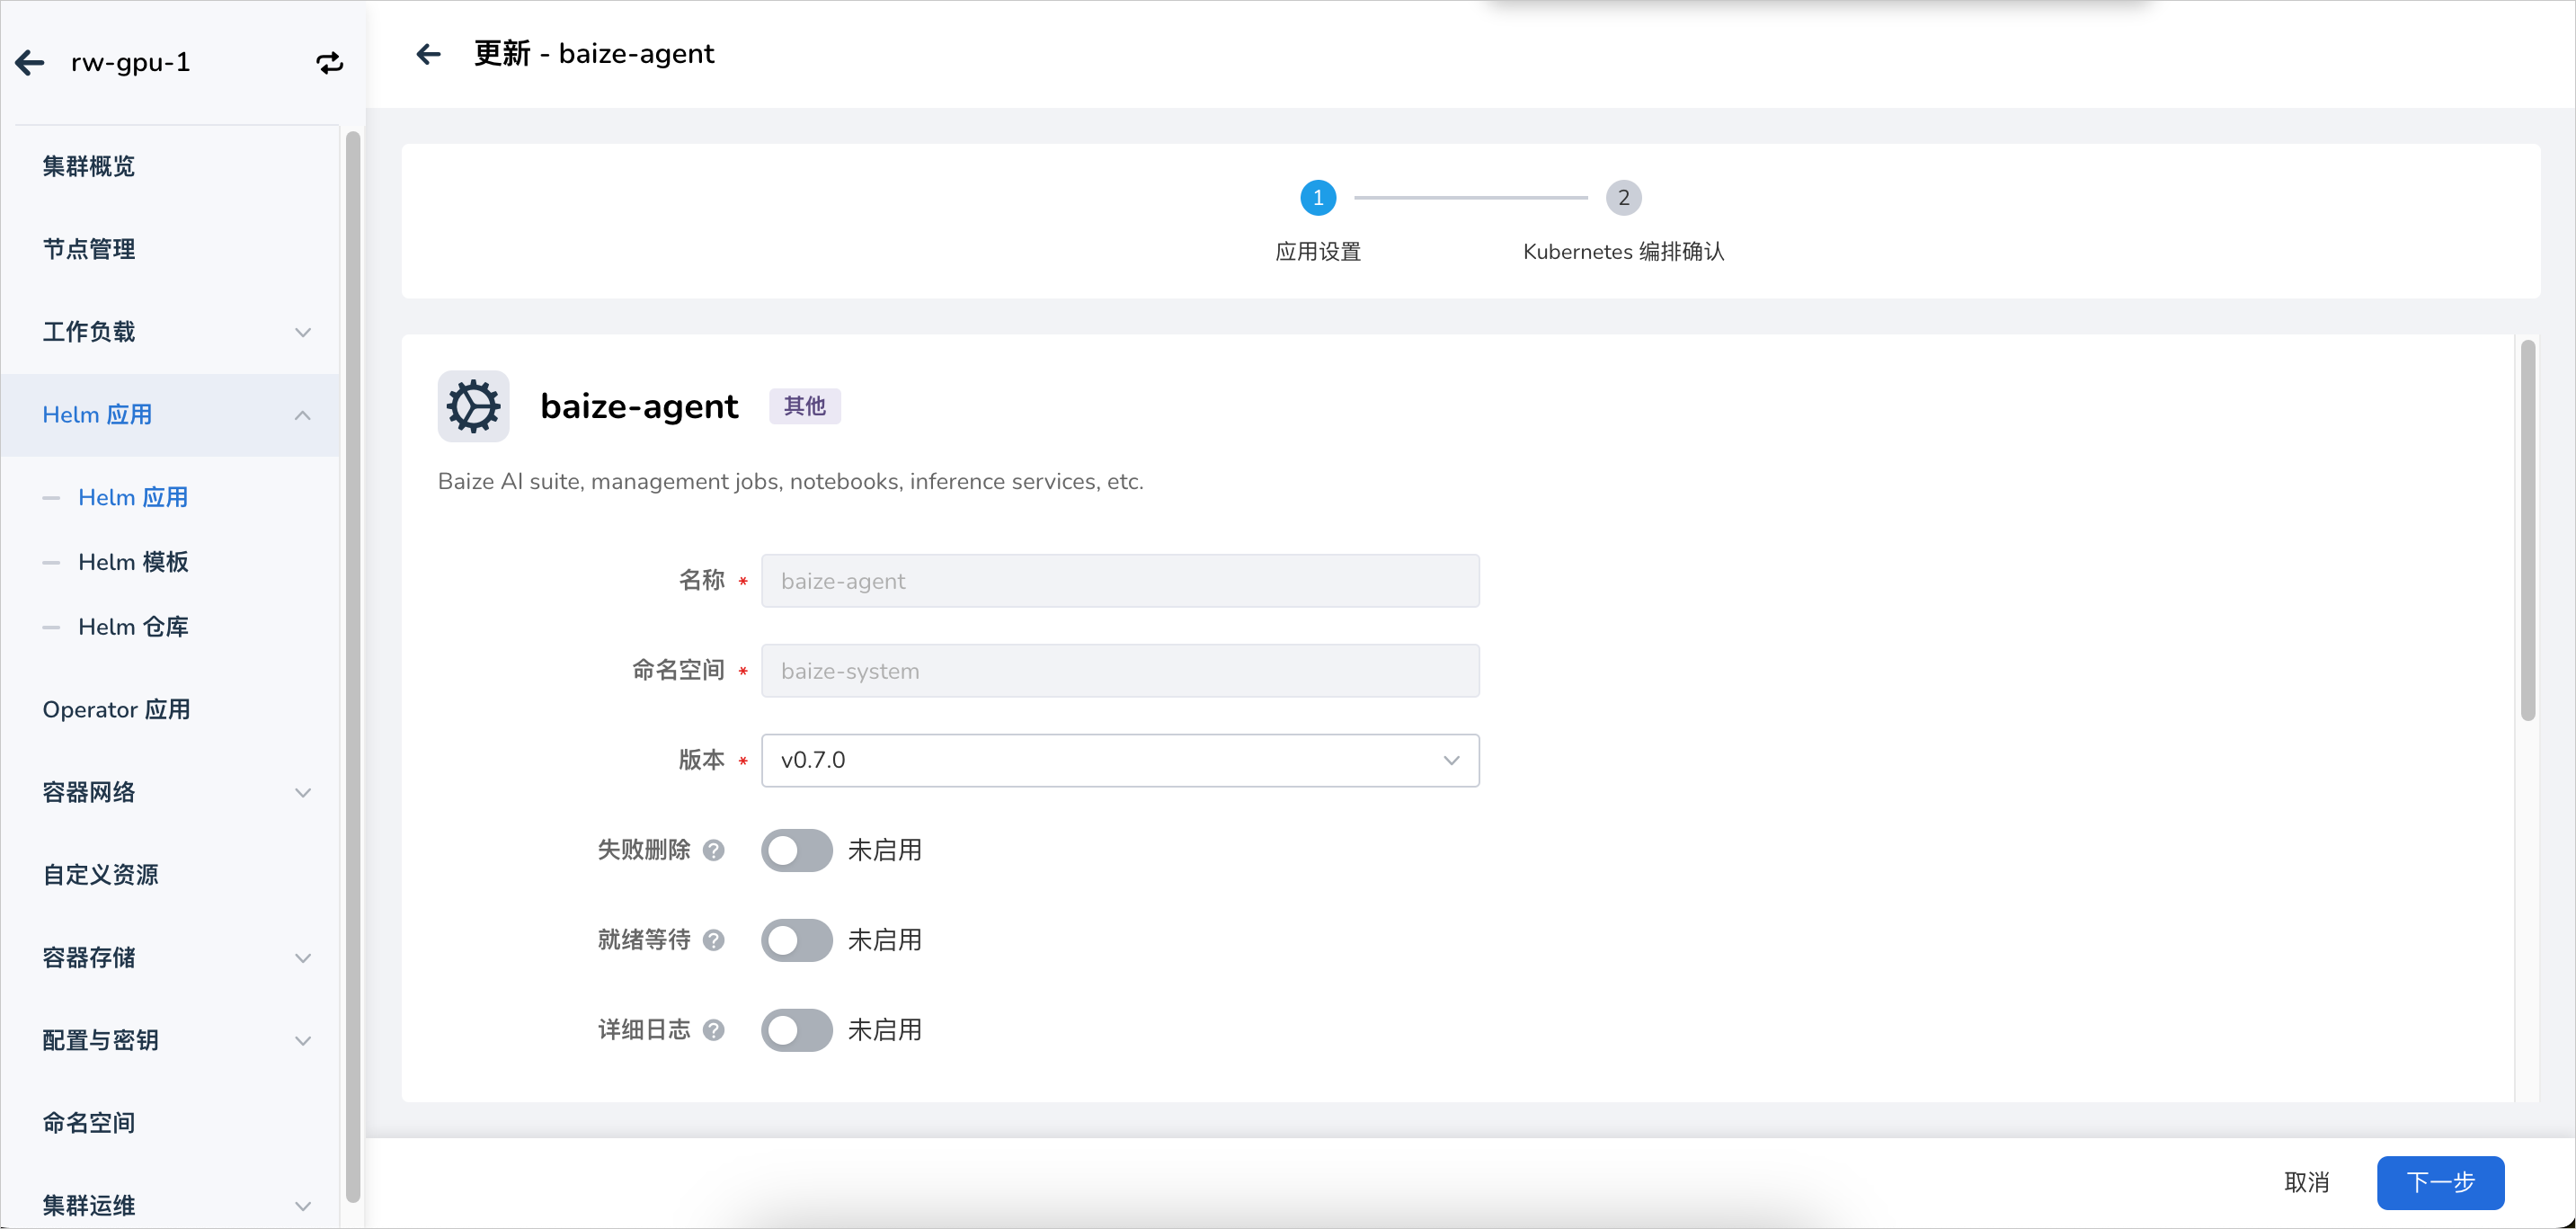 rw-gpu-1
集群概览
节点管理
工作负载
Helm 应用
Helm 应用
Helm 模板
Helm 仓库
Operator 应用
容器网络
自定义资源
容器存储
配置与密钥
命名空间
集群运维
更新 - baize-agent
1
2
应用设置
Kubernetes 编排确认
baize-agent 其他
Baize AI suite, management jobs, notebooks, inference services, etc.
名称 * baize-agent
命名空间 * baize-system
版本 * v0.7.0
失败删除 ? 未启用
就绪等待 ? 未启用
详细日志 ? 未启用
取消 下一步